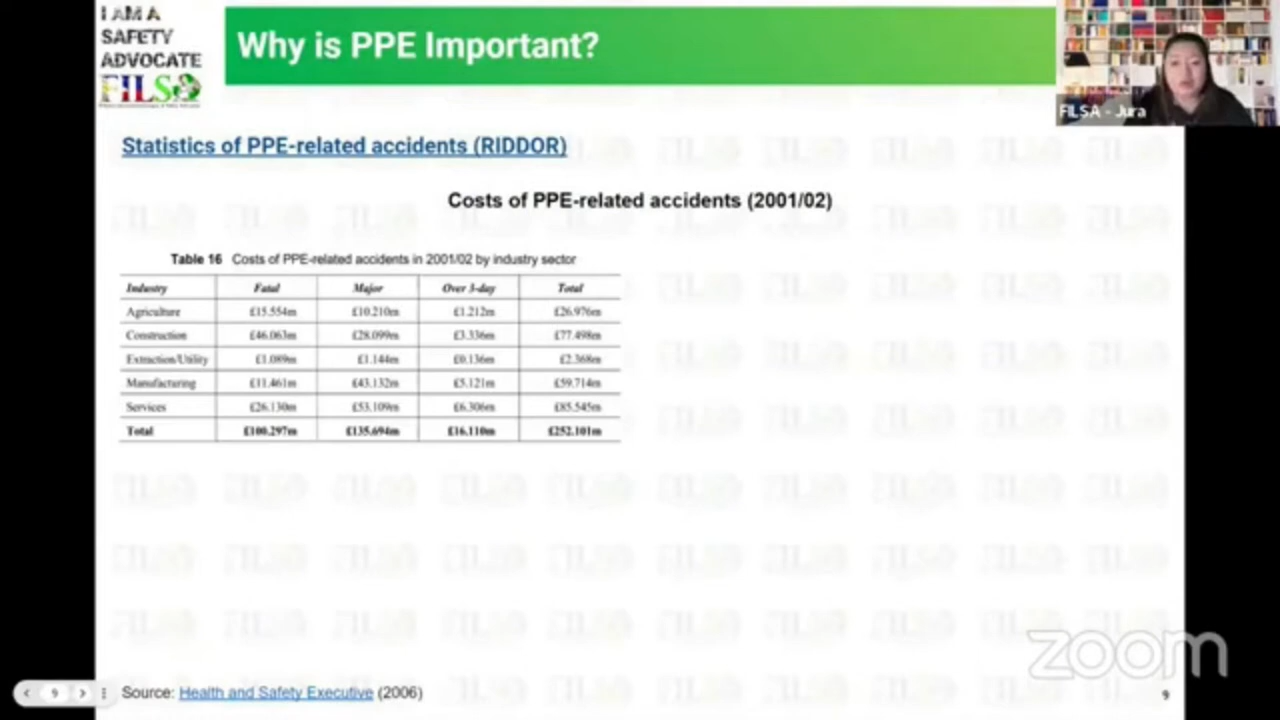 I AM A
SAFETY
ADVOCATE
FILSA
Why is PPE Important?
FILSA - Jura
Statistics of PPE-related accidents (RIDDOR)
Costs of PPE-related accidents (2001/02)
Table 16 Costs of PPE-related accidents in 2001/02 by industry sector
Industry Fatal Major Over 3-day Total
Agriculture £15.554m £10.210m £1.212m £26.976m
Construction £46.063m £28.099m £3.336m £77.498m
Extraction/Utility £1.089m £1.144m £0.136m £2.368m
Manufacturing £11.461m £43.132m £5.121m £59.714m
Services £26.130m £53.109m £6.306m £85.545m
Total £100.297m £135.694m £16.110m £252.101m
zoom
9
Source: Health and Safety Executive (2006)
9